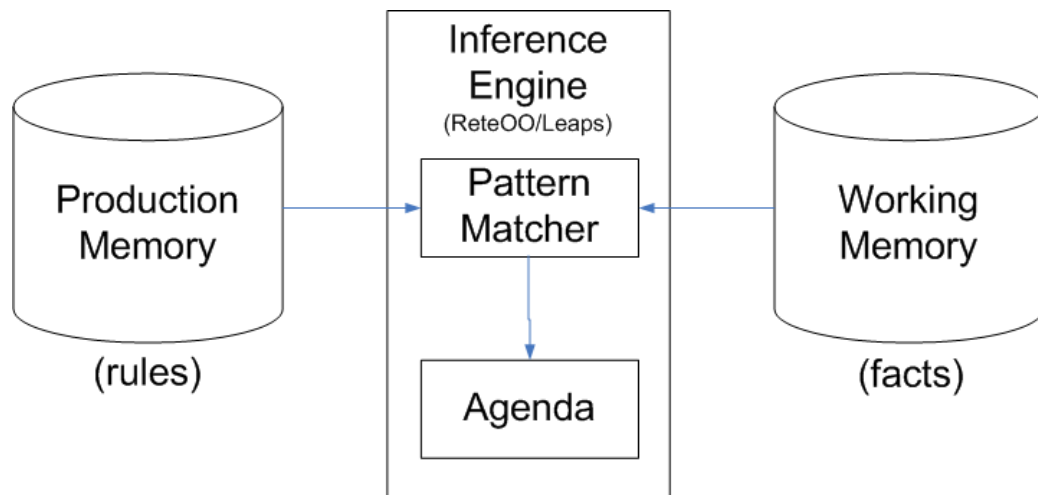 Inference
Engine
(ReteOO/Leaps)
Production
Memory
(rules)
Pattern
Matcher
Agenda
Working
Memory
(facts)